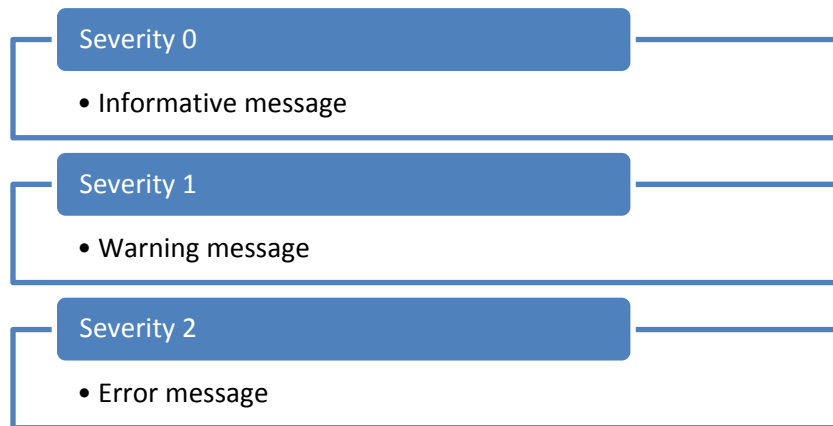 Severity 0
• Informative message
Severity 1
• Warning message
Severity 2
• Error message